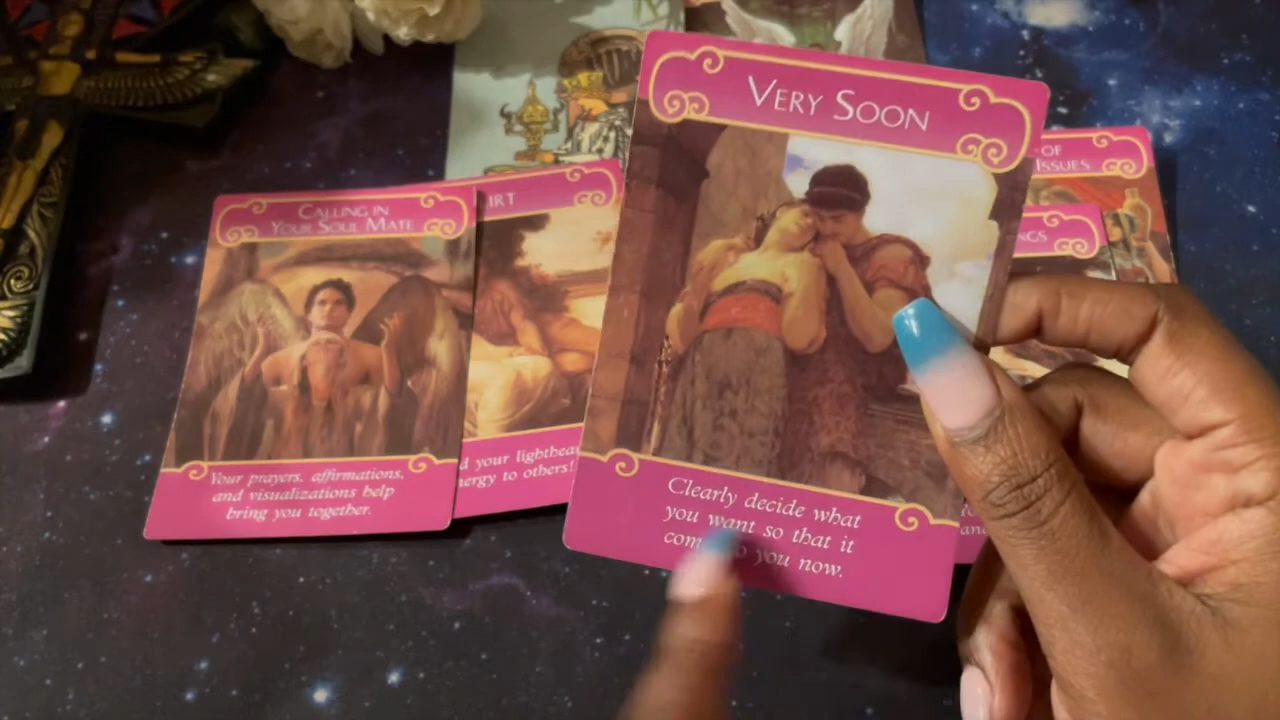 VERY SOON
Clearly decide what
you want so that it
you now.
CALLING IN
YOUR SOUL MATE
Your prayers, affirmations,
and visualizations help
bring you together.
IRT
d your lighthea
nergy to others!
OF
ISSUES
NGS